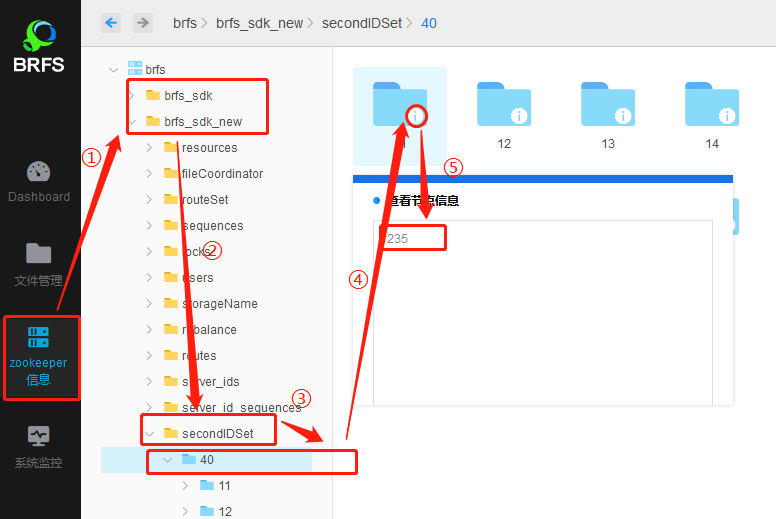 BRFS
brfs > brfs_sdk_new > secondIDSet > 40
Dashboard
文件管理
zookeeper
信息
系统监控
brfs
brfs_sdk
brfs_sdk_new
resources
fileCoordinator
routeSet
sequences
users
storageName
rebalance
routes
server_ids
server_id_sequences
secondIDSet
40
11
12
12
13
14
查看节点信息
235
①
②
③
④
⑤